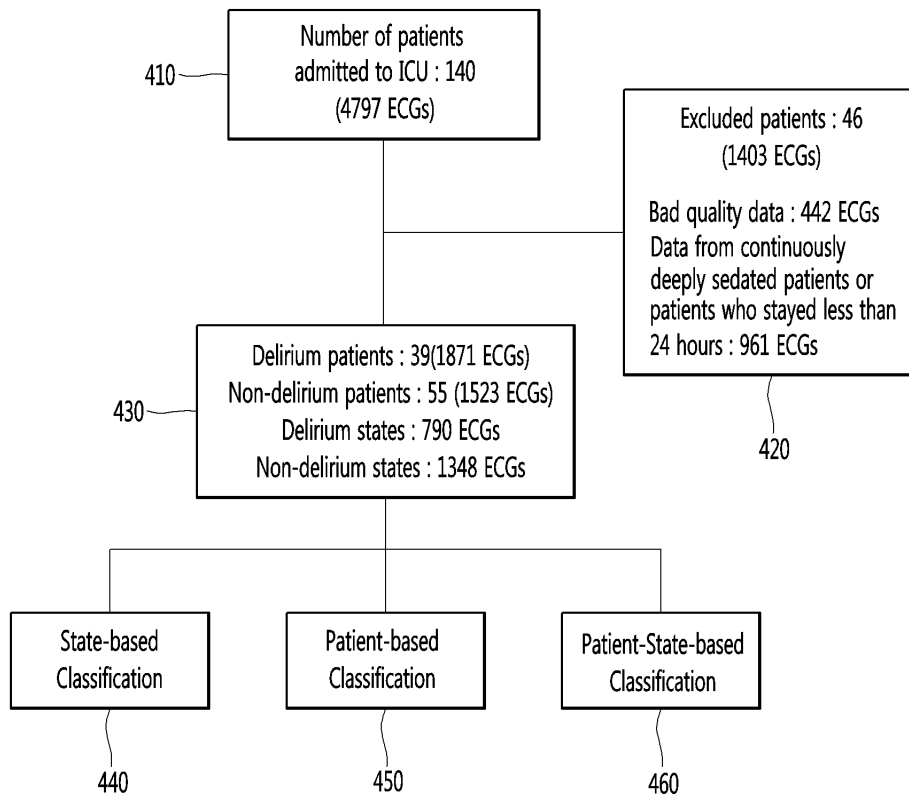 Number of patients
admitted to ICU : 140
(4797 ECGs)
410
Excluded patients : 46
(1403 ECGs)
Bad quality data : 442 ECGs
Data from continuously
deeply sedated patients or
patients who stayed less than
24 hours : 961 ECGs
420
Delirium patients : 39(1871 ECGs)
Non-delirium patients : 55 (1523 ECGs)
Delirium states : 790 ECGs
Non-delirium states : 1348 ECGs
430
State-based
Classification
440
Patient-based
Classification
450
Patient-State-based
Classification
460